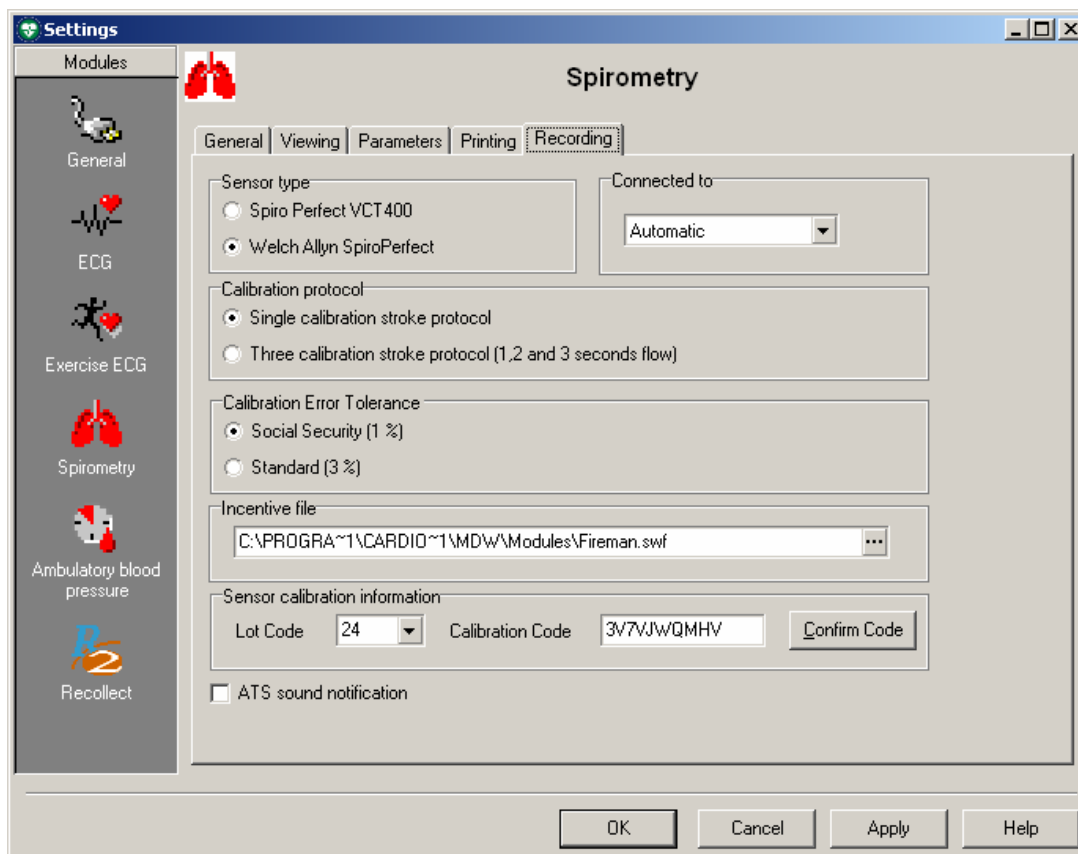 Settings
Modules
General
ECG
Exercise ECG
Spirometry
Ambulatory blood
pressure
Recollect
Spirometry
General Viewing Parameters Printing Recording
Sensor type
Spiro Perfect VCT400
Welch Allyn SpiroPerfect
Connected to
Automatic
Calibration protocol
Single calibration stroke protocol
Three calibration stroke protocol (1,2 and 3 seconds flow)
Calibration Error Tolerance
Social Security (1 %)
Standard (3 %)
Incentive file
C:\PROGRA~1\CARDIO~1\MDW\Modules\Fireman.swf ...
Sensor calibration information
Lot Code 24 Calibration Code 3V7VJWQMHV Confirm Code
ATS sound notification
OK Cancel Apply Help